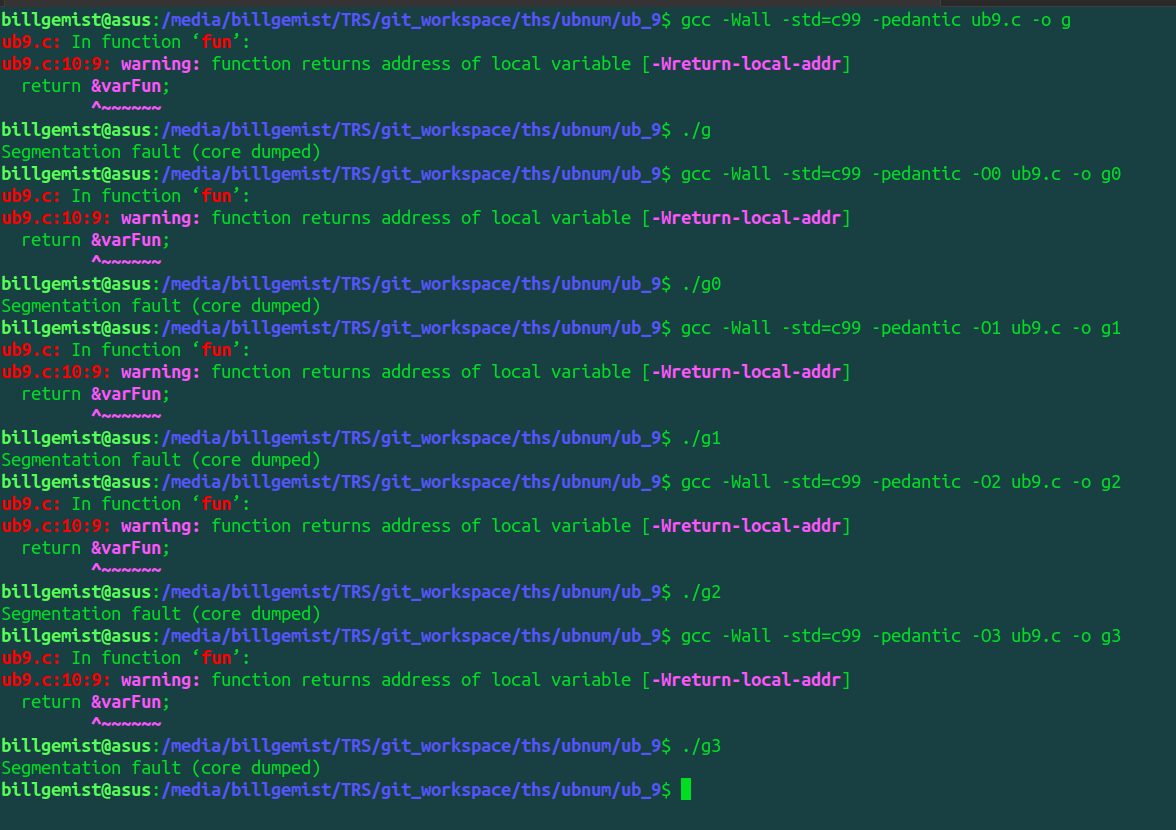 billgemist@asus:/media/billgemist/TRS/git_workspace/ths/ubnum/ub_9$ gcc -Wall -std=c99 -pedantic ub9.c -o g
ub9.c: In function ‘fun’:
ub9.c:10:9: warning: function returns address of local variable [-Wreturn-local-addr]
  return &varFun;
         ^~~~~~~
billgemist@asus:/media/billgemist/TRS/git_workspace/ths/ubnum/ub_9$ ./g
Segmentation fault (core dumped)
billgemist@asus:/media/billgemist/TRS/git_workspace/ths/ubnum/ub_9$ gcc -Wall -std=c99 -pedantic -O0 ub9.c -o g0
ub9.c: In function ‘fun’:
ub9.c:10:9: warning: function returns address of local variable [-Wreturn-local-addr]
  return &varFun;
         ^~~~~~~
billgemist@asus:/media/billgemist/TRS/git_workspace/ths/ubnum/ub_9$ ./g0
Segmentation fault (core dumped)
billgemist@asus:/media/billgemist/TRS/git_workspace/ths/ubnum/ub_9$ gcc -Wall -std=c99 -pedantic -O1 ub9.c -o g1
ub9.c: In function ‘fun’:
ub9.c:10:9: warning: function returns address of local variable [-Wreturn-local-addr]
  return &varFun;
         ^~~~~~~
billgemist@asus:/media/billgemist/TRS/git_workspace/ths/ubnum/ub_9$ ./g1
Segmentation fault (core dumped)
billgemist@asus:/media/billgemist/TRS/git_workspace/ths/ubnum/ub_9$ gcc -Wall -std=c99 -pedantic -O2 ub9.c -o g2
ub9.c: In function ‘fun’:
ub9.c:10:9: warning: function returns address of local variable [-Wreturn-local-addr]
  return &varFun;
         ^~~~~~~
billgemist@asus:/media/billgemist/TRS/git_workspace/ths/ubnum/ub_9$ ./g2
Segmentation fault (core dumped)
billgemist@asus:/media/billgemist/TRS/git_workspace/ths/ubnum/ub_9$ gcc -Wall -std=c99 -pedantic -O3 ub9.c -o g3
ub9.c: In function ‘fun’:
ub9.c:10:9: warning: function returns address of local variable [-Wreturn-local-addr]
  return &varFun;
         ^~~~~~~
billgemist@asus:/media/billgemist/TRS/git_workspace/ths/ubnum/ub_9$ ./g3
Segmentation fault (core dumped)
billgemist@asus:/media/billgemist/TRS/git_workspace/ths/ubnum/ub_9$